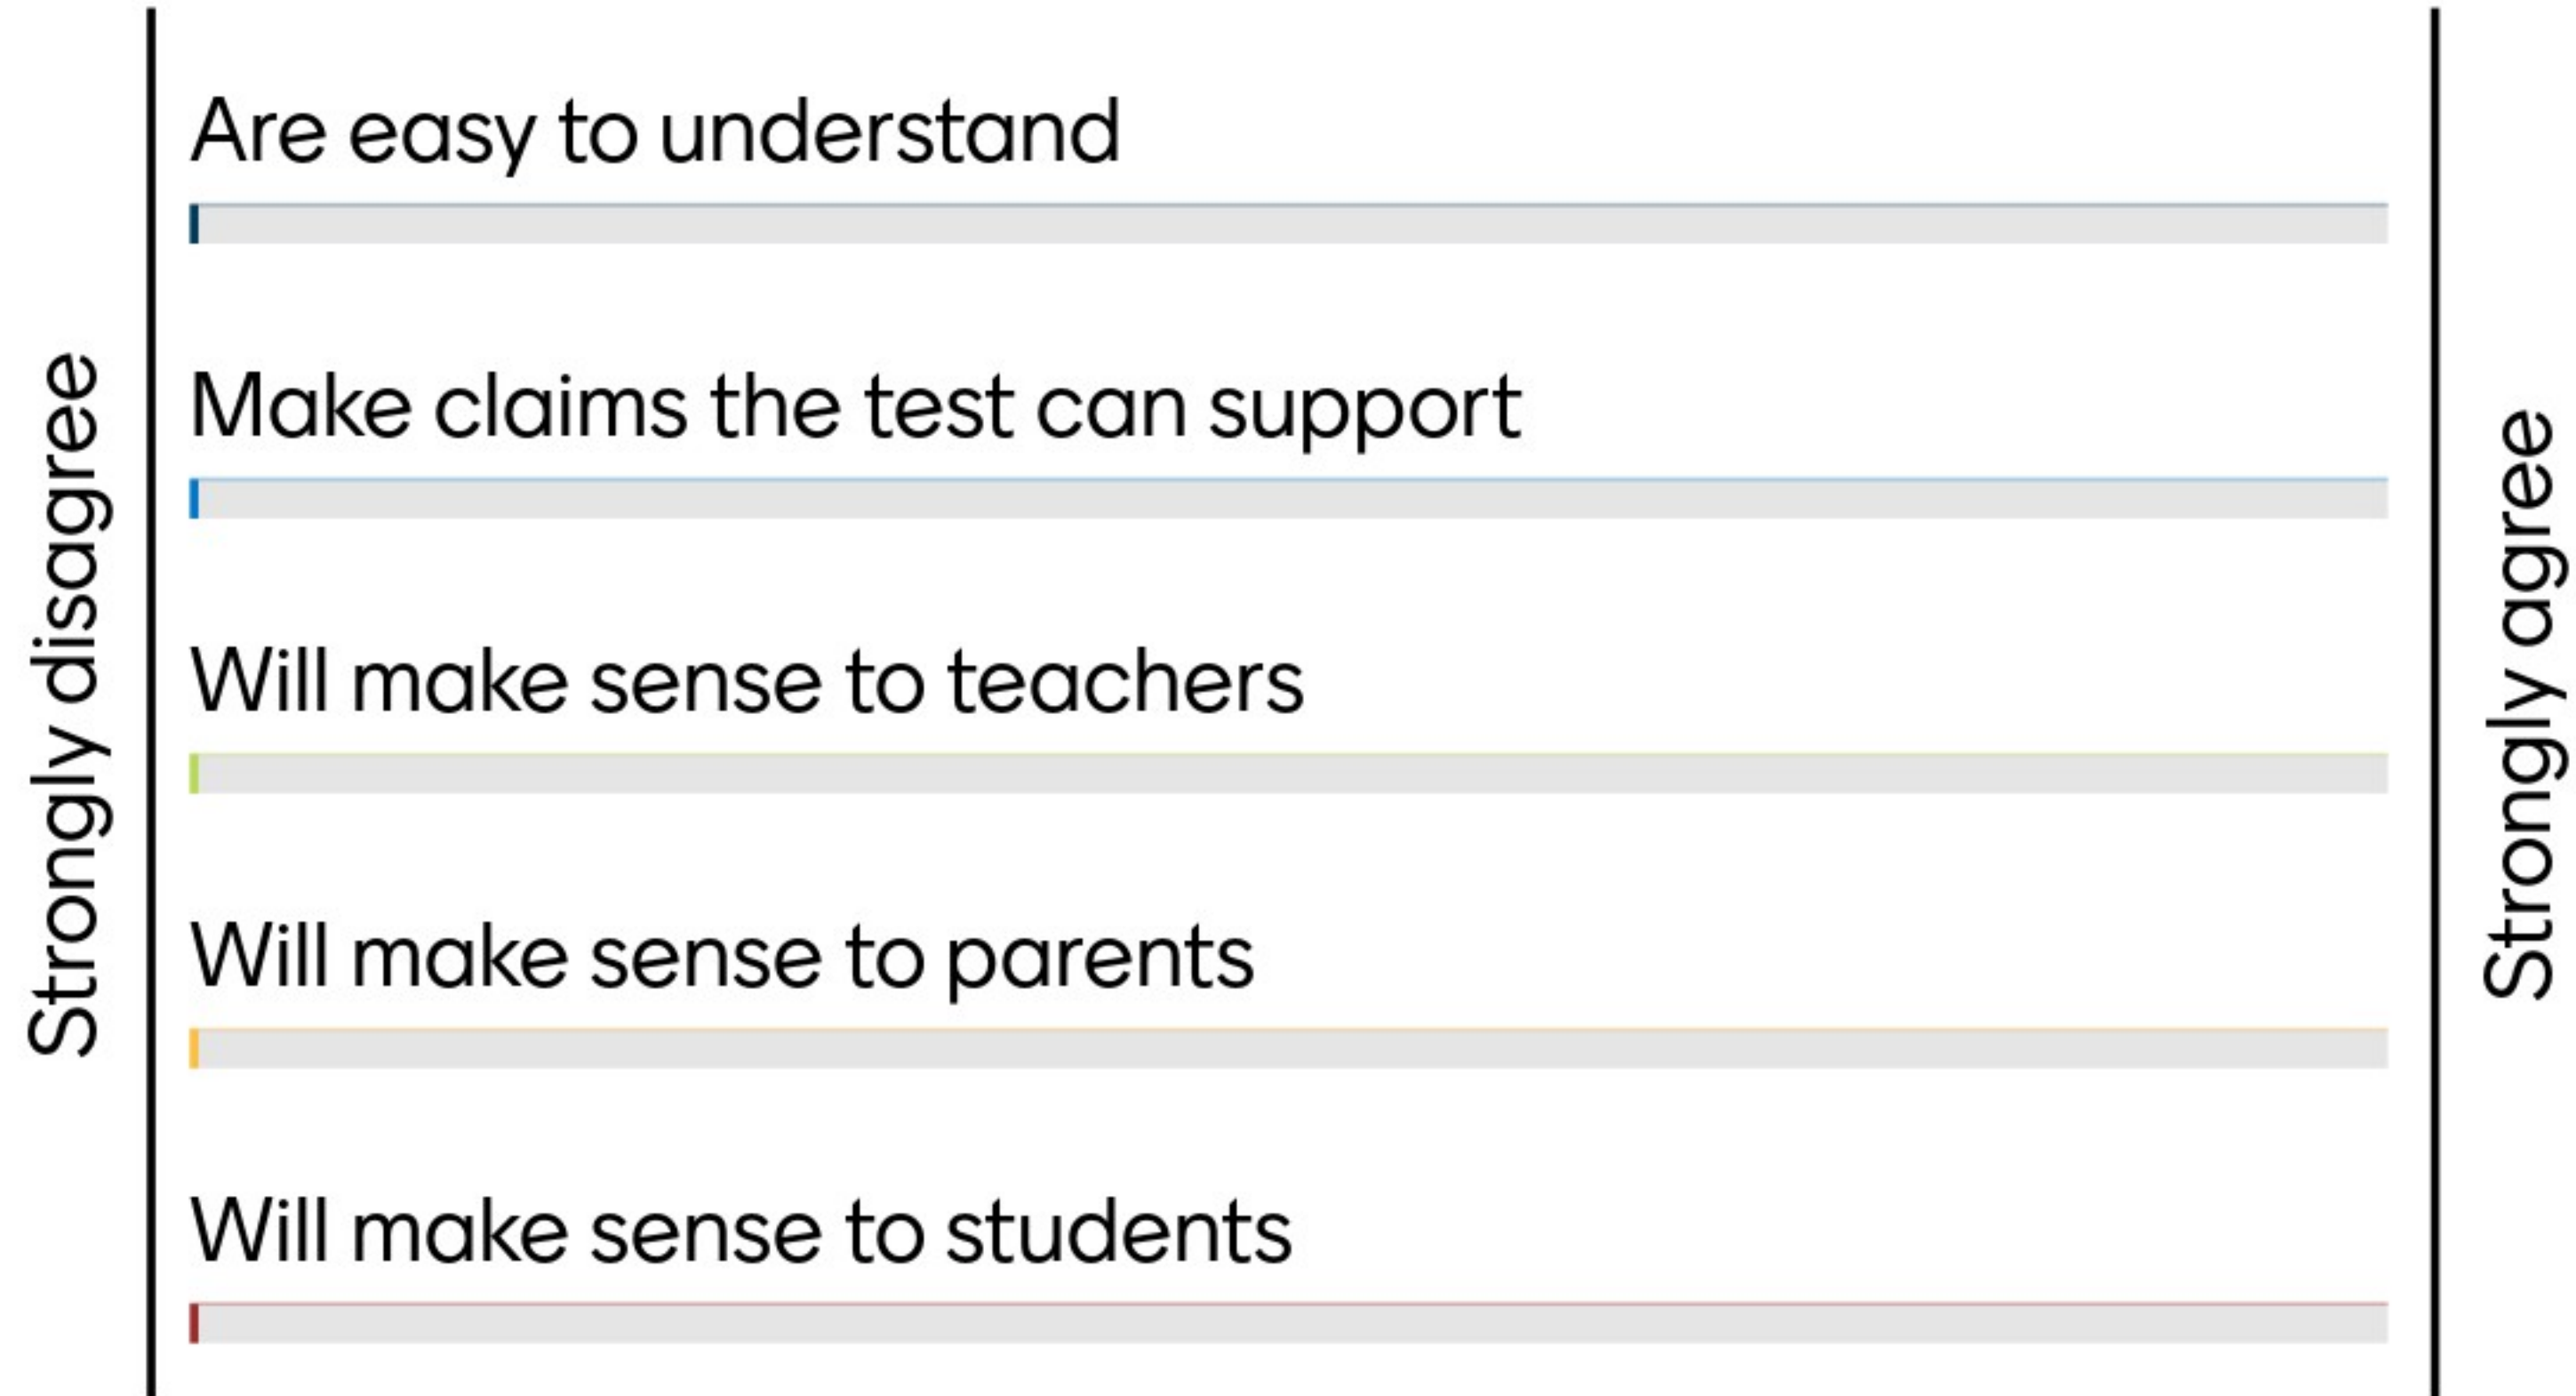 Strongly disagree
Are easy to understand
Make claims the test can support
Will make sense to teachers
Will make sense to parents
Will make sense to students
Strongly agree